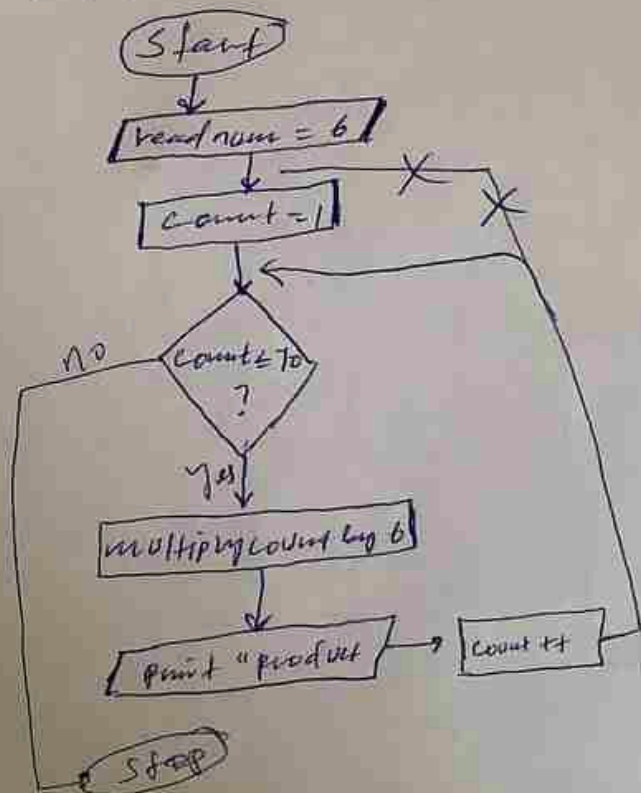 Start
read num = 6
count = 1
count ≤ 10
?
no
yes
multiply count by 6
print "product
count ++
Stop